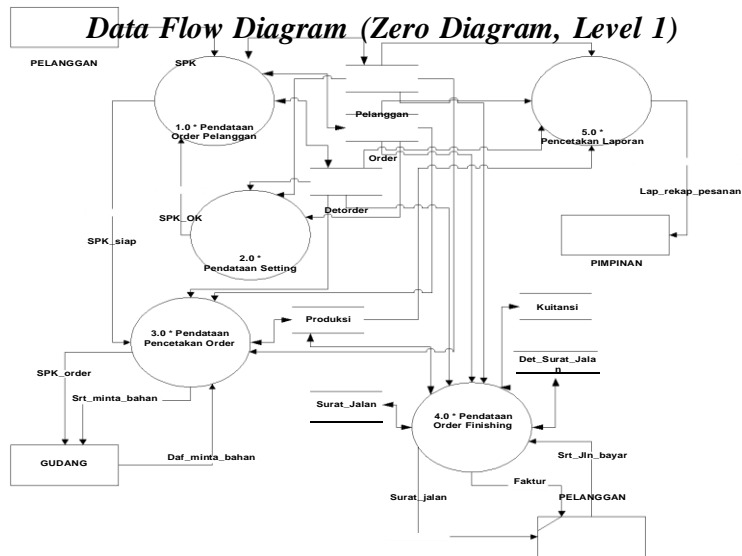 Data Flow Diagram (Zero Diagram, Level 1)
PELANGGAN
SPK
1.0 * Pendataan
Order Pelanggan
Pelanggan
5.0 *
Pencetakan Laporan
Order
Lap_rekap_pesanan
Detorder
SPK_OK
SPK_siap
2.0 *
Pendataan Setting
PIMPINAN
Produksi
Kuitansi
3.0 * Pendataan
Pencetakan Order
Det_Surat_Jala
n
SPK_order
Srt_minta_bahan
Surat_Jalan
4.0 * Pendataan
Order Finishing
GUDANG
Daf_minta_bahan
Srt_Jln_bayar
Faktur
Surat_jalan
PELANGGAN